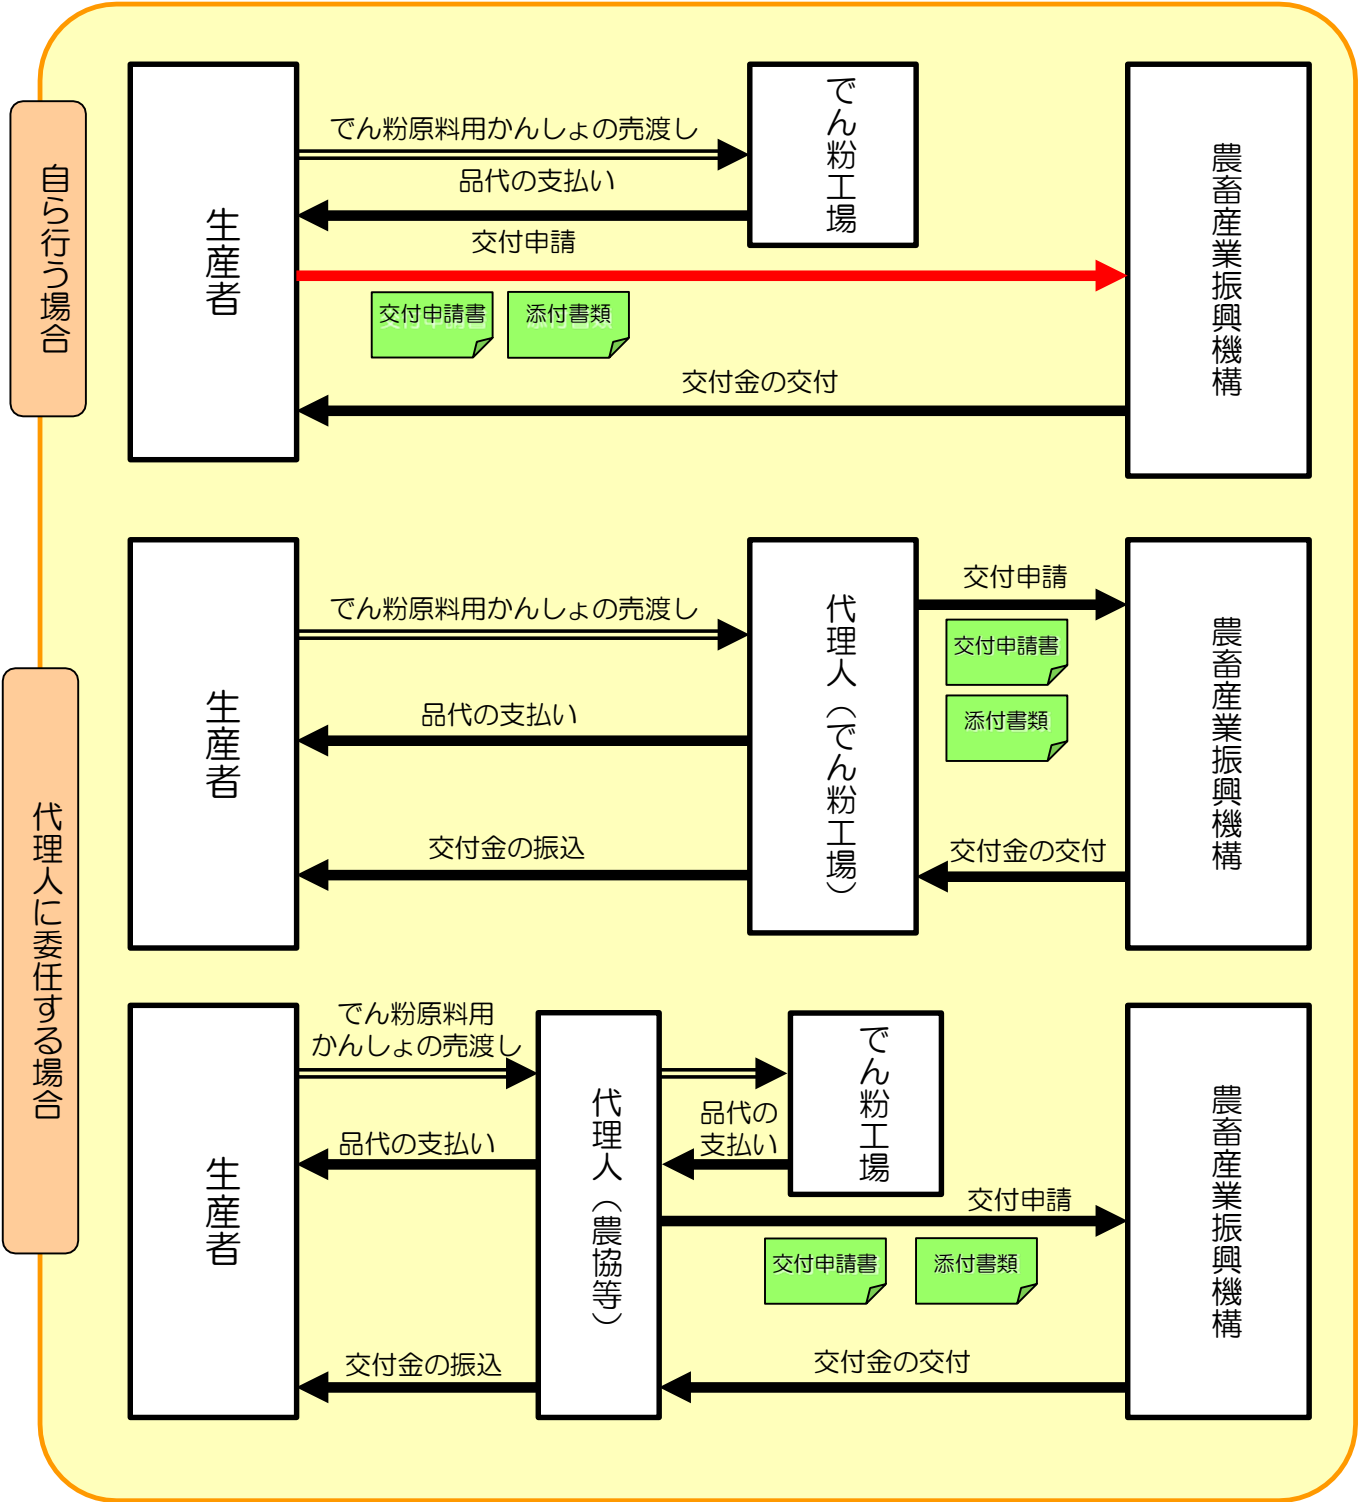 自ら行う場合
生産者
でん粉原料用かんしょの売渡し
品代の支払い
でん粉工場
交付申請
交付申請書
添付書類
交付金の交付
農畜産業振興機構
代理人に委任する場合
生産者
でん粉原料用かんしょの売渡し
品代の支払い
交付金の振込
代理人（でん粉工場）
交付申請
交付申請書
添付書類
交付金の交付
農畜産業振興機構
生産者
でん粉原料用
かんしょの売渡し
品代の支払い
交付金の振込
代理人（農協等）
品代の
支払い
でん粉工場
交付申請
交付申請書
添付書類
交付金の交付
農畜産業振興機構